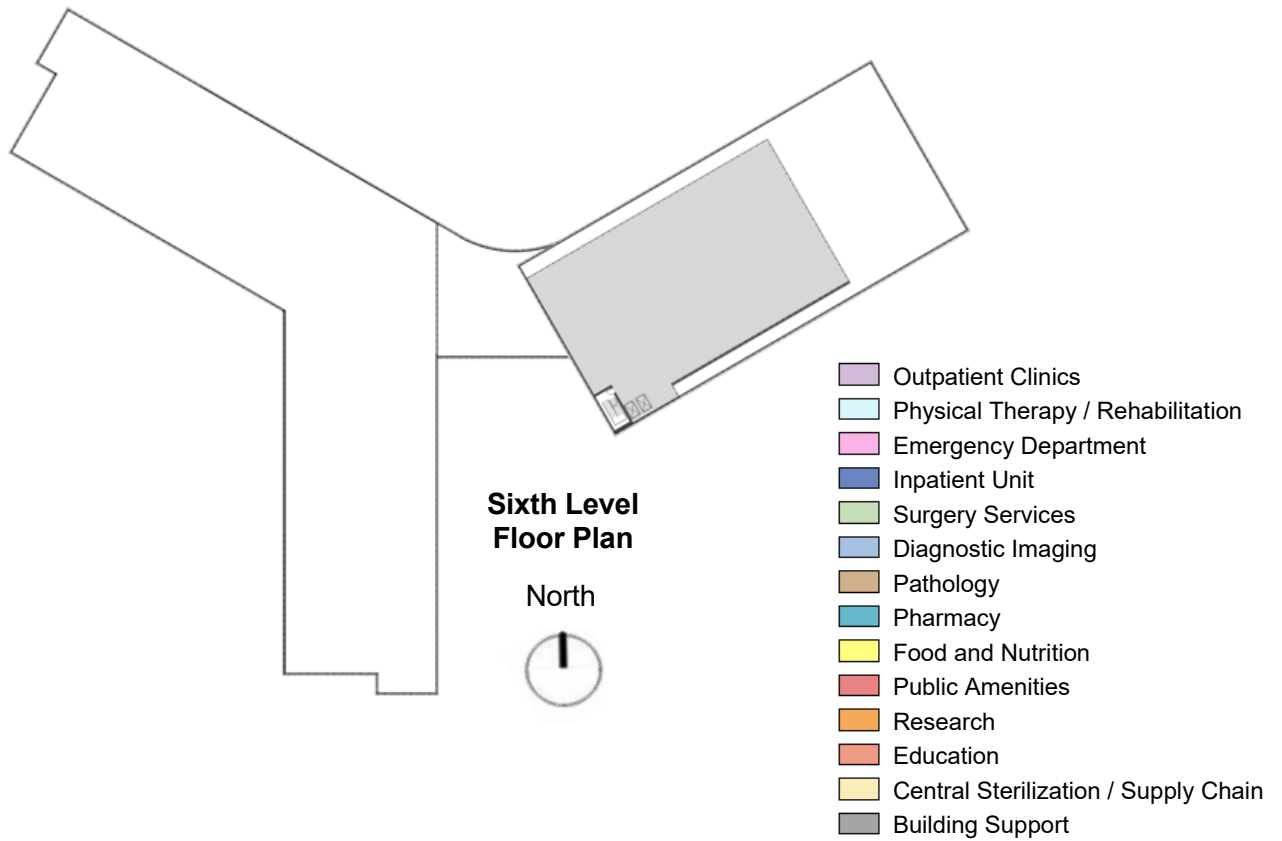 Sixth Level
Floor Plan
North
Outpatient Clinics
Physical Therapy / Rehabilitation
Emergency Department
Inpatient Unit
Surgery Services
Diagnostic Imaging
Pathology
Pharmacy
Food and Nutrition
Public Amenities
Research
Education
Central Sterilization / Supply Chain
Building Support